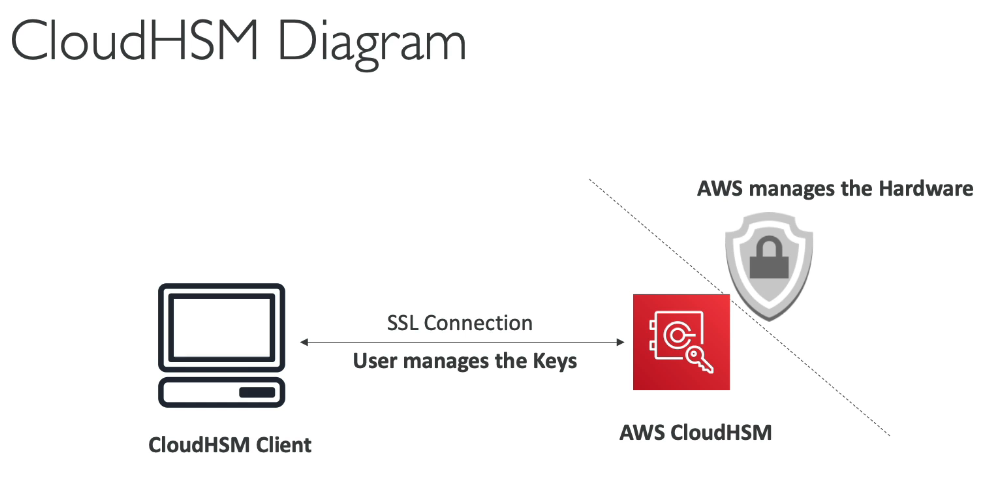 CloudHSM Diagram
AWS manages the Hardware
SSL Connection
User manages the Keys
CloudHSM Client
AWS CloudHSM